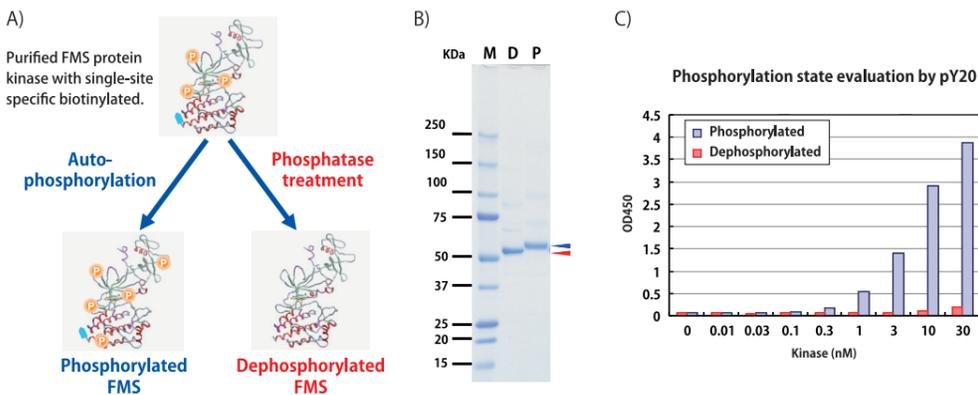 A)
Purified FMS protein
kinase with single-site
specific biotinylated.
P
P
P
Auto-
phosphorylation
Phosphatase
treatment
P
P
P
P
P
Phosphorylated
FMS
Dephosphorylated
FMS
B)
KDa M D P
250
150
100
75
50
37
25
20
15
C)
Phosphorylation state evaluation by pY20
Phosphorylated
Dephosphorylated
OD450
4.5
4
3.5
3
2.5
2
1.5
1
0.5
0
0 0.01 0.03 0.1 0.3 1 3 10 30
Kinase (nM)